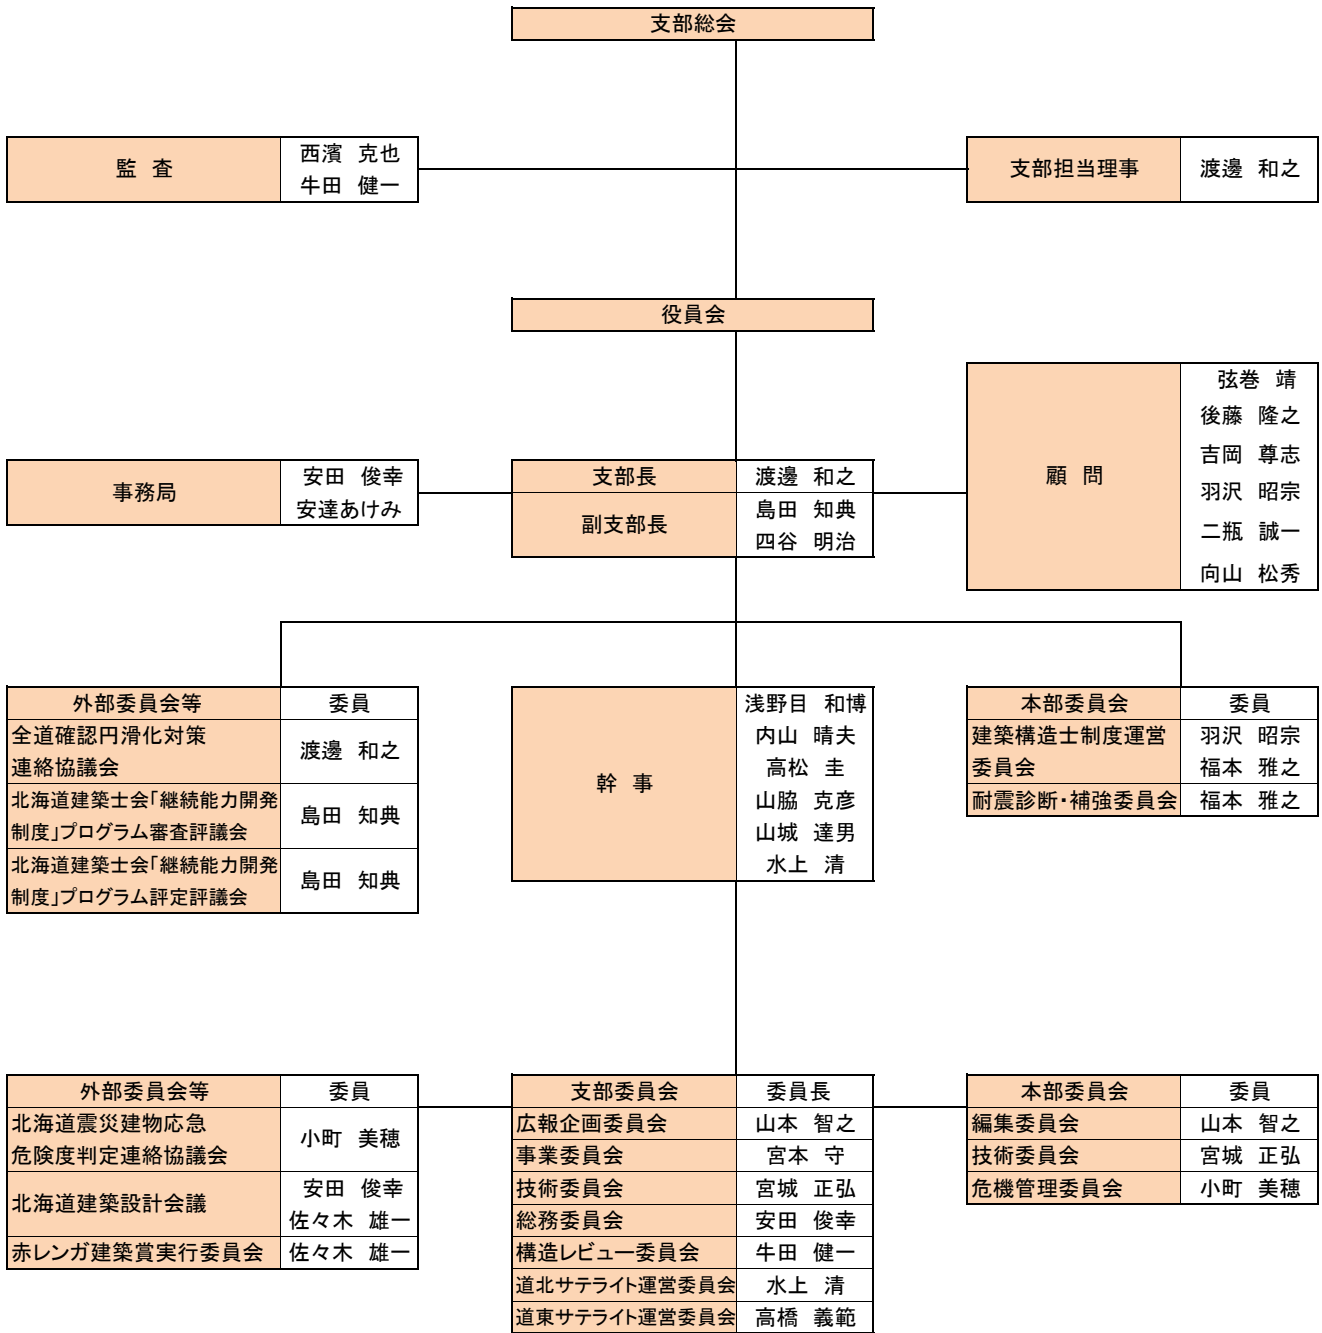 支部総会
監　査
西濱　克也
牛田　健一
支部担当理事
渡邊　和之
役員会
事務局
安田　俊幸
安達あけみ
支部長
渡邊　和之
副支部長
島田　知典
四谷　明治
顧　問
弦巻　靖
後藤　隆之
吉岡　尊志
羽沢　昭宗
二瓶　誠一
向山　松秀
外部委員会等
委員
全道確認円滑化対策
連絡協議会
渡邊　和之
北海道建築士会「継続能力開発
制度」プログラム審査評議会
島田　知典
北海道建築士会「継続能力開発
制度」プログラム評定評議会
島田　知典
幹　事
浅野目　和博
内山　晴夫
高松　圭
山脇　克彦
山城　達男
水上　清
本部委員会
委員
建築構造士制度運営
委員会
羽沢　昭宗
福本　雅之
耐震診断・補強委員会
福本　雅之
外部委員会等
委員
北海道震災建物応急
危険度判定連絡協議会
小町　美穂
北海道建築設計会議
安田　俊幸
佐々木　雄一
赤レンガ建築賞実行委員会
佐々木　雄一
支部委員会
委員長
広報企画委員会
山本　智之
事業委員会
宮本　守
技術委員会
宮城　正弘
総務委員会
安田　俊幸
構造レビュー委員会
牛田　健一
道北サテライト運営委員会
水上　清
道東サテライト運営委員会
高橋　義範
本部委員会
委員
編集委員会
山本　智之
技術委員会
宮城　正弘
危機管理委員会
小町　美穂